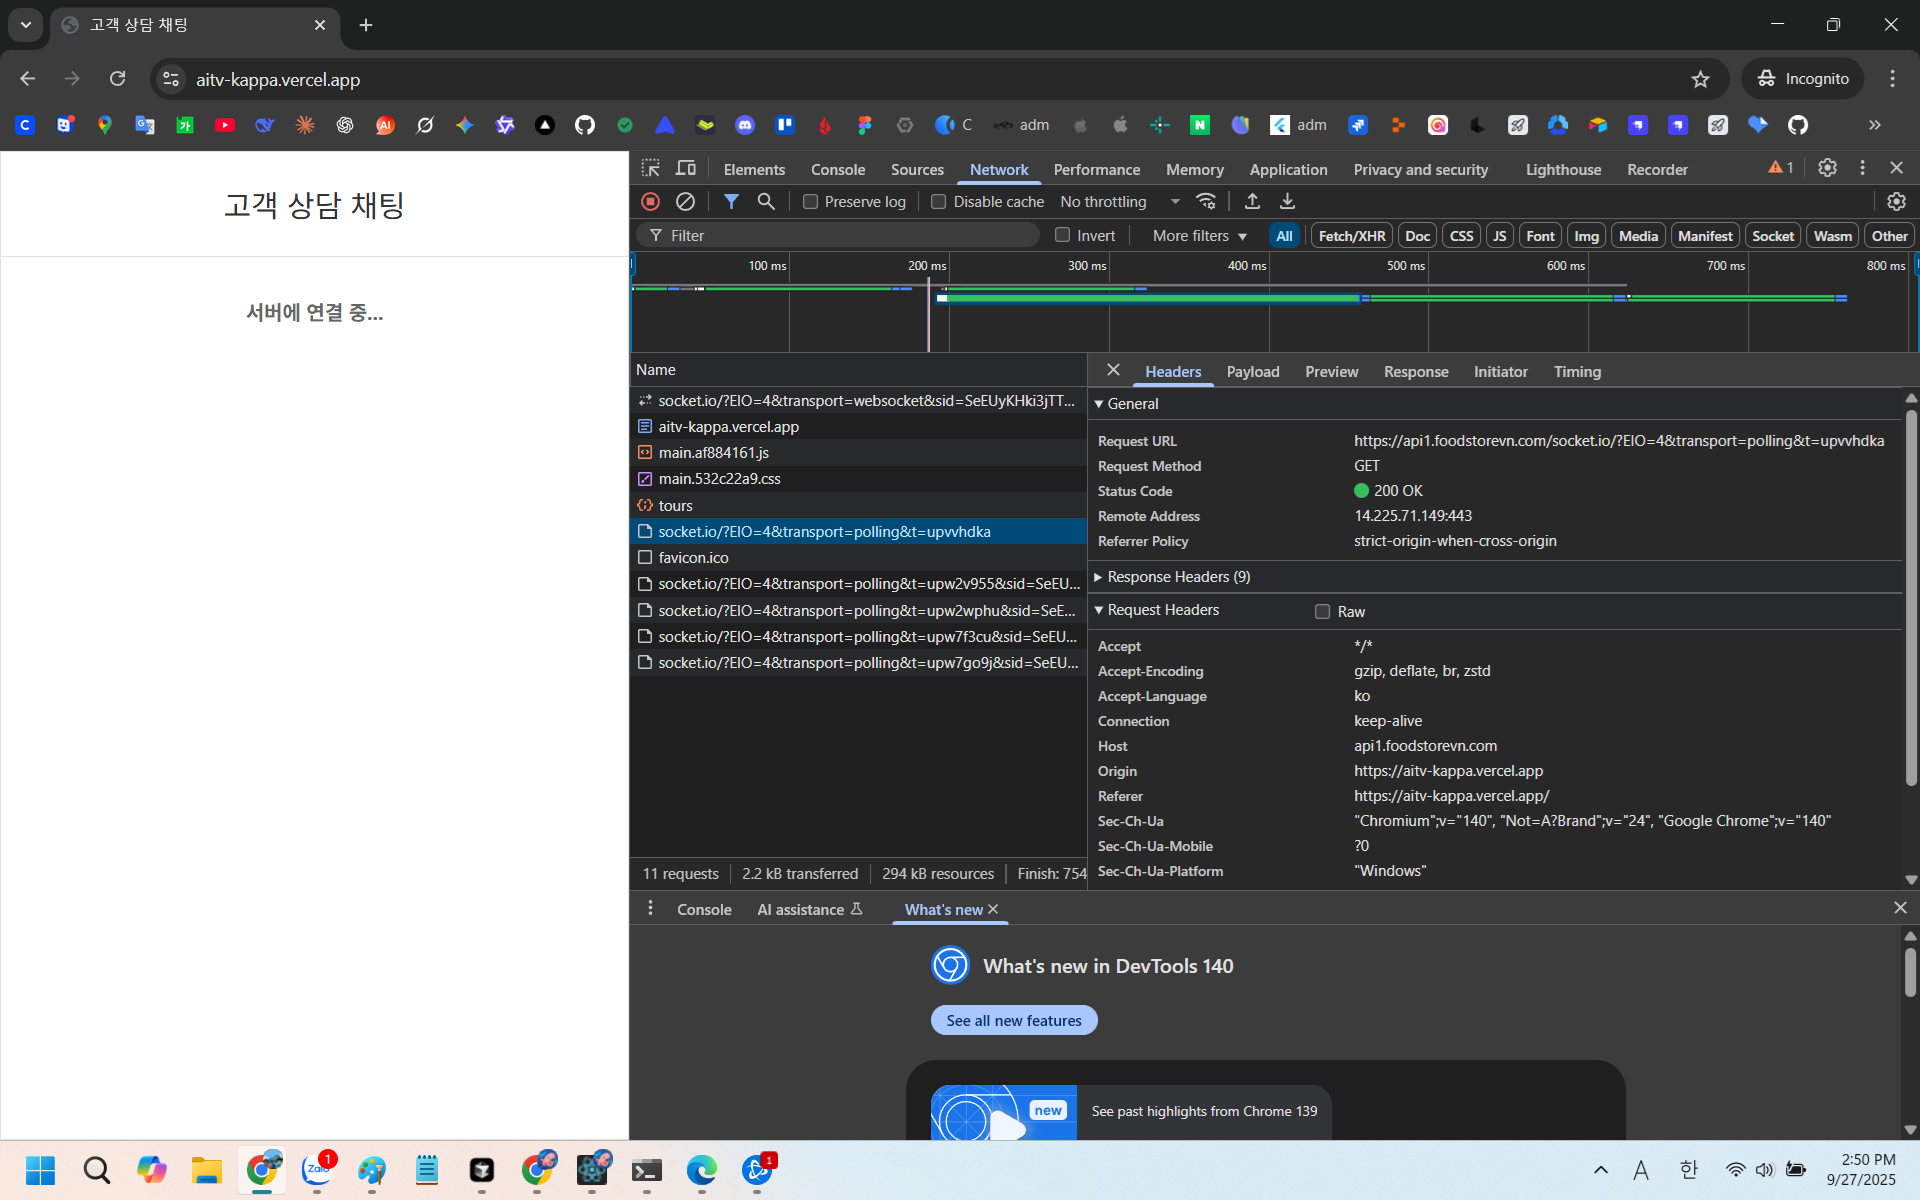 고객 상담 채팅
aitv-kappa.vercel.app
Incognito
C
adm
adm
고객 상담 채팅
서버에 연결 중...
Elements
Console
Sources
Network
Performance
Memory
Application
Privacy and security
Lighthouse
Recorder
1
Preserve log
Disable cache
No throttling
Filter
Invert
More filters
All
Fetch/XHR
Doc
CSS
JS
Font
Img
Media
Manifest
Socket
Wasm
Other
100 ms
200 ms
300 ms
400 ms
500 ms
600 ms
700 ms
800 ms
Name
socket.io/?EIO=4&transport=websocket&sid=SeEUyKHki3jTT...
aitv-kappa.vercel.app
main.af884161.js
main.532c22a9.css
tours
socket.io/?EIO=4&transport=polling&t=upvvhdka
favicon.ico
socket.io/?EIO=4&transport=polling&t=upw2v955&sid=SeEU...
socket.io/?EIO=4&transport=polling&t=upw2wphu&sid=SeE...
socket.io/?EIO=4&transport=polling&t=upw7f3cu&sid=SeEU...
socket.io/?EIO=4&transport=polling&t=upw7go9j&sid=SeEU...
11 requests
2.2 kB transferred
294 kB resources
Finish: 754
Headers
Payload
Preview
Response
Initiator
Timing
General
Request URL
https://api1.foodstorevn.com/socket.io/?EIO=4&transport=polling&t=upvvhdka
Request Method
GET
Status Code
200 OK
Remote Address
14.225.71.149:443
Referrer Policy
strict-origin-when-cross-origin
Response Headers (9)
Request Headers
Raw
Accept
*/*
Accept-Encoding
gzip, deflate, br, zstd
Accept-Language
ko
Connection
keep-alive
Host
api1.foodstorevn.com
Origin
https://aitv-kappa.vercel.app
Referer
https://aitv-kappa.vercel.app/
Sec-Ch-Ua
"Chromium";v="140", "Not=A?Brand";v="24", "Google Chrome";v="140"
Sec-Ch-Ua-Mobile
?0
Sec-Ch-Ua-Platform
"Windows"
Console
AI assistance
What's new
What's new in DevTools 140
See all new features
new
See past highlights from Chrome 139
Zalo
1
1
A
한
2:50 PM
9/27/2025